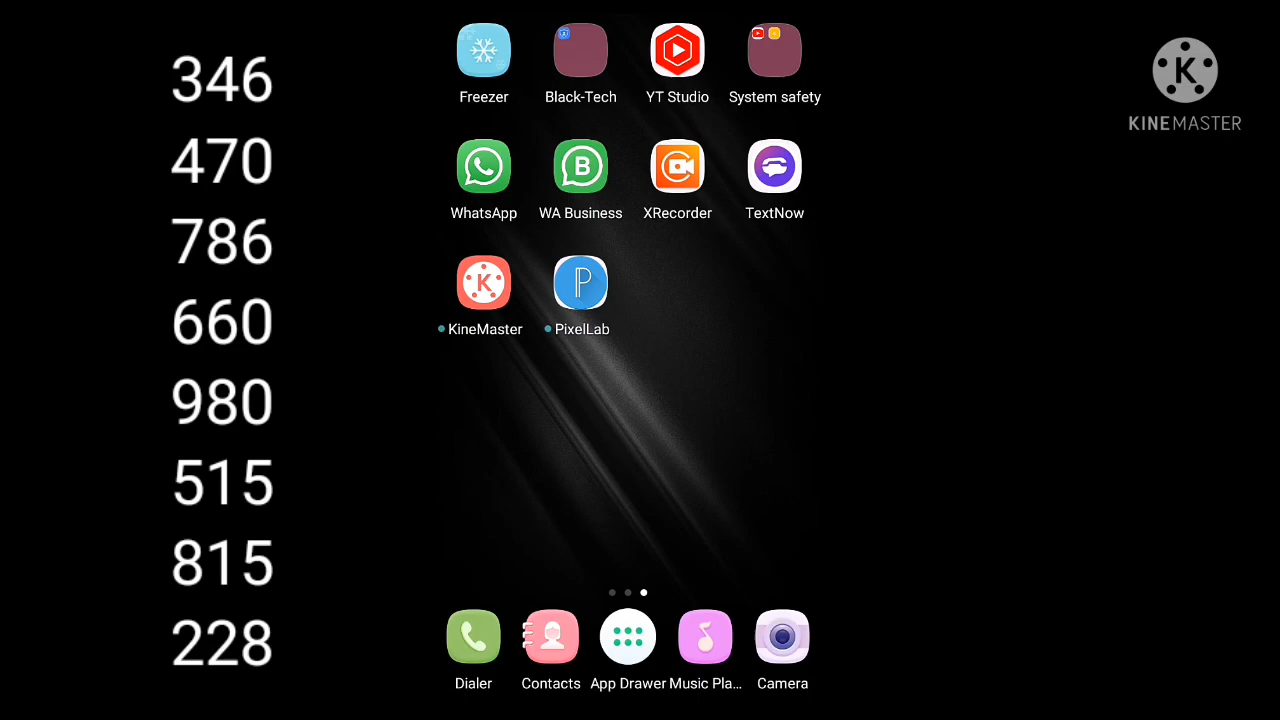 346
470
786
660
980
515
815
228
Freezer
Black-Tech
YT Studio
System safety
WhatsApp
B
WA Business
XRecorder
TextNow
K
KineMaster
P
PixelLab
Dialer
Contacts
App Drawer
Music Pla...
Camera
K
KINEMASTER